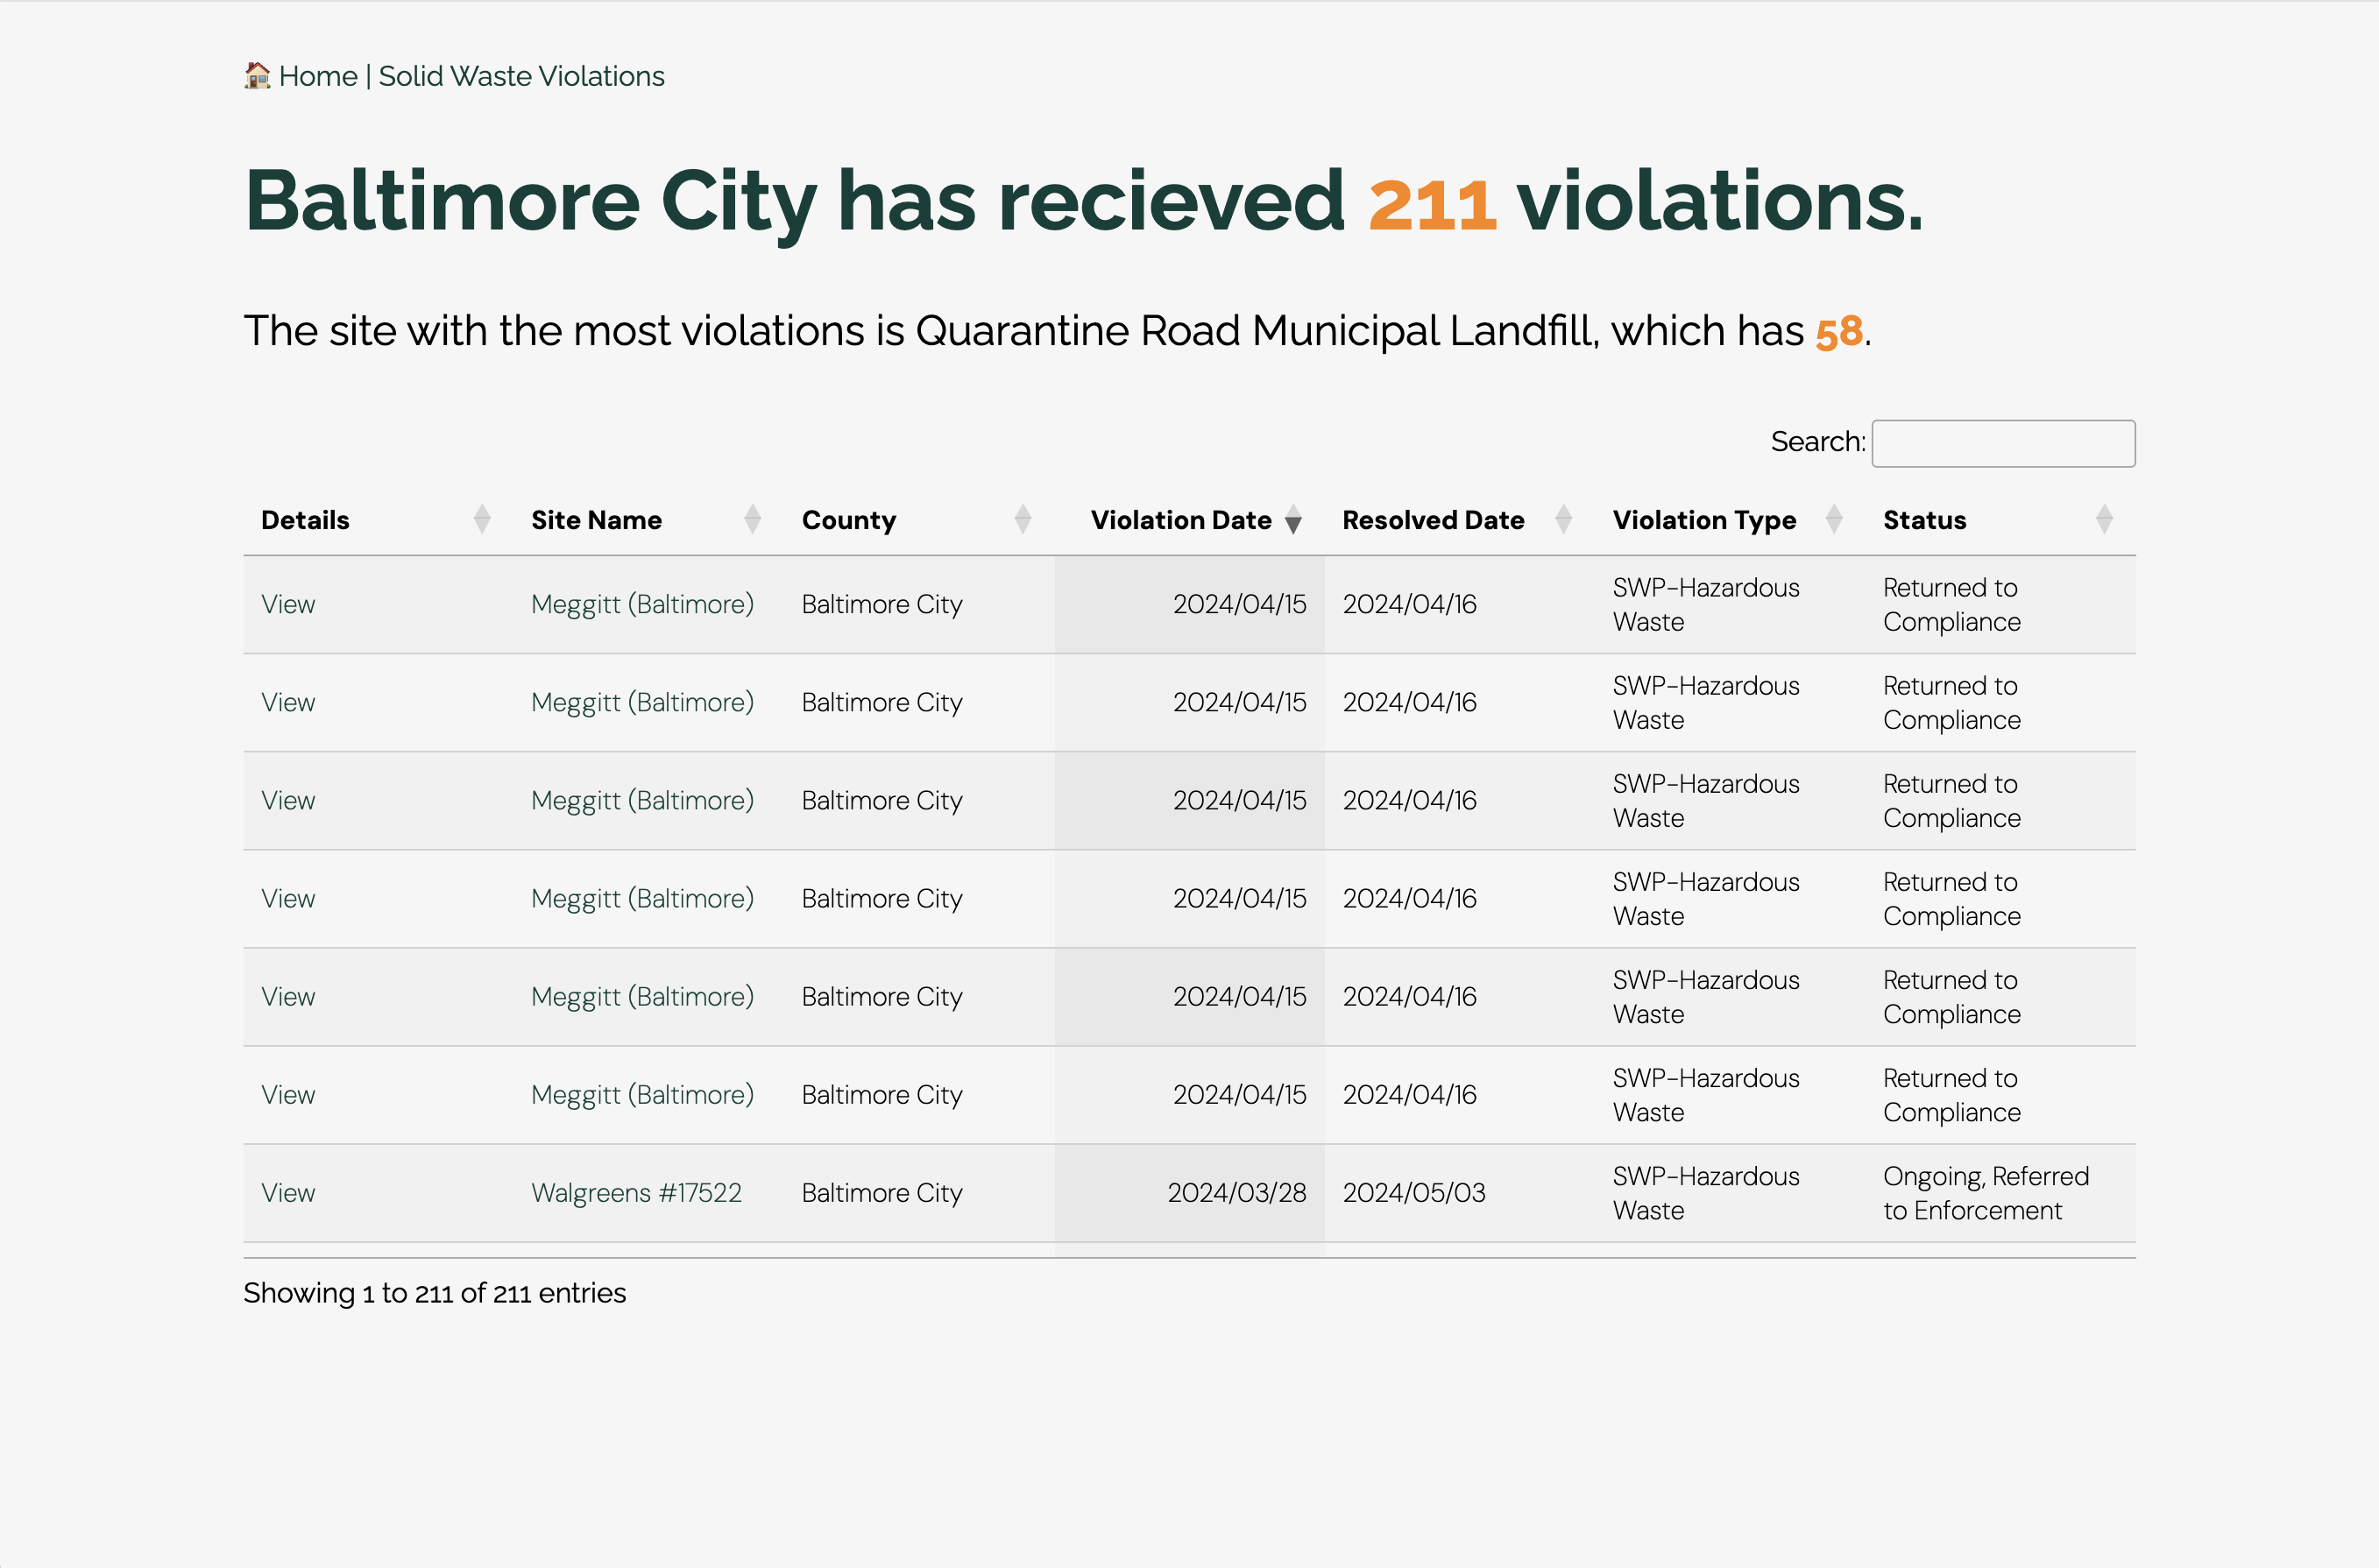 Home | Solid Waste Violations
Baltimore City has recieved 211 violations.
The site with the most violations is Quarantine Road Municipal Landfill, which has 58.
Search:
Details Site Name County Violation Date Resolved Date Violation Type Status
View Meggitt (Baltimore) Baltimore City 2024/04/15 2024/04/16 SWP-Hazardous Waste Returned to Compliance
View Meggitt (Baltimore) Baltimore City 2024/04/15 2024/04/16 SWP-Hazardous Waste Returned to Compliance
View Meggitt (Baltimore) Baltimore City 2024/04/15 2024/04/16 SWP-Hazardous Waste Returned to Compliance
View Meggitt (Baltimore) Baltimore City 2024/04/15 2024/04/16 SWP-Hazardous Waste Returned to Compliance
View Meggitt (Baltimore) Baltimore City 2024/04/15 2024/04/16 SWP-Hazardous Waste Returned to Compliance
View Meggitt (Baltimore) Baltimore City 2024/04/15 2024/04/16 SWP-Hazardous Waste Returned to Compliance
View Walgreens #17522 Baltimore City 2024/03/28 2024/05/03 SWP-Hazardous Waste Ongoing, Referred to Enforcement
Showing 1 to 211 of 211 entries